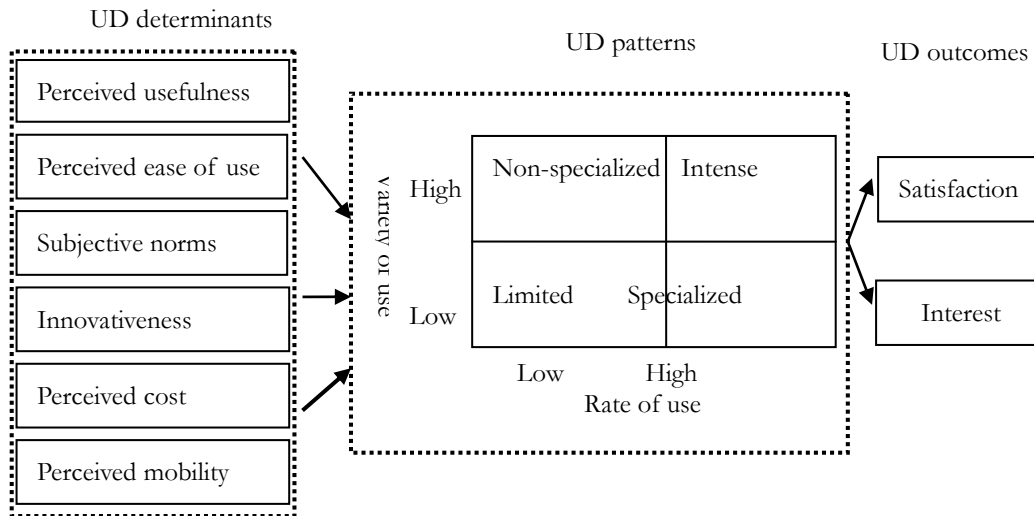 UD determinants
UD patterns
UD outcomes
Perceived usefulness
Perceived ease of use
Subjective norms
Innovativeness
Perceived cost
Perceived mobility
Variety or use
High
Low
Non-specialized
Intense
Limited
Specialized
Low
High
Rate of use
Satisfaction
Interest